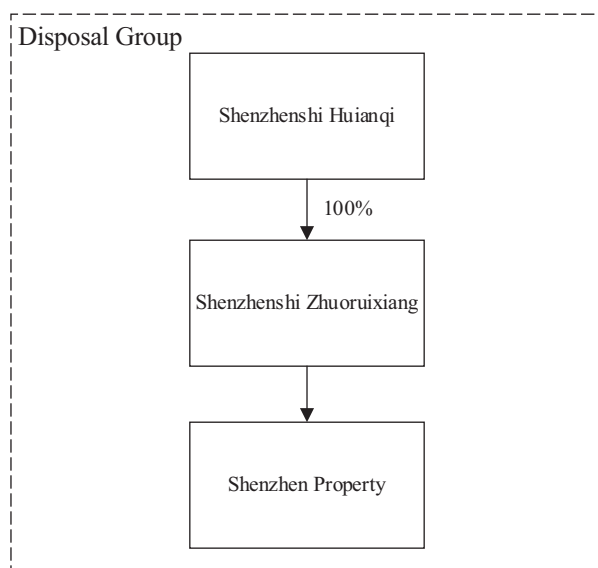 Disposal Group
Shenzhenshi Huianqi
100%
Shenzhenshi Zhuoruixiang
Shenzhen Property